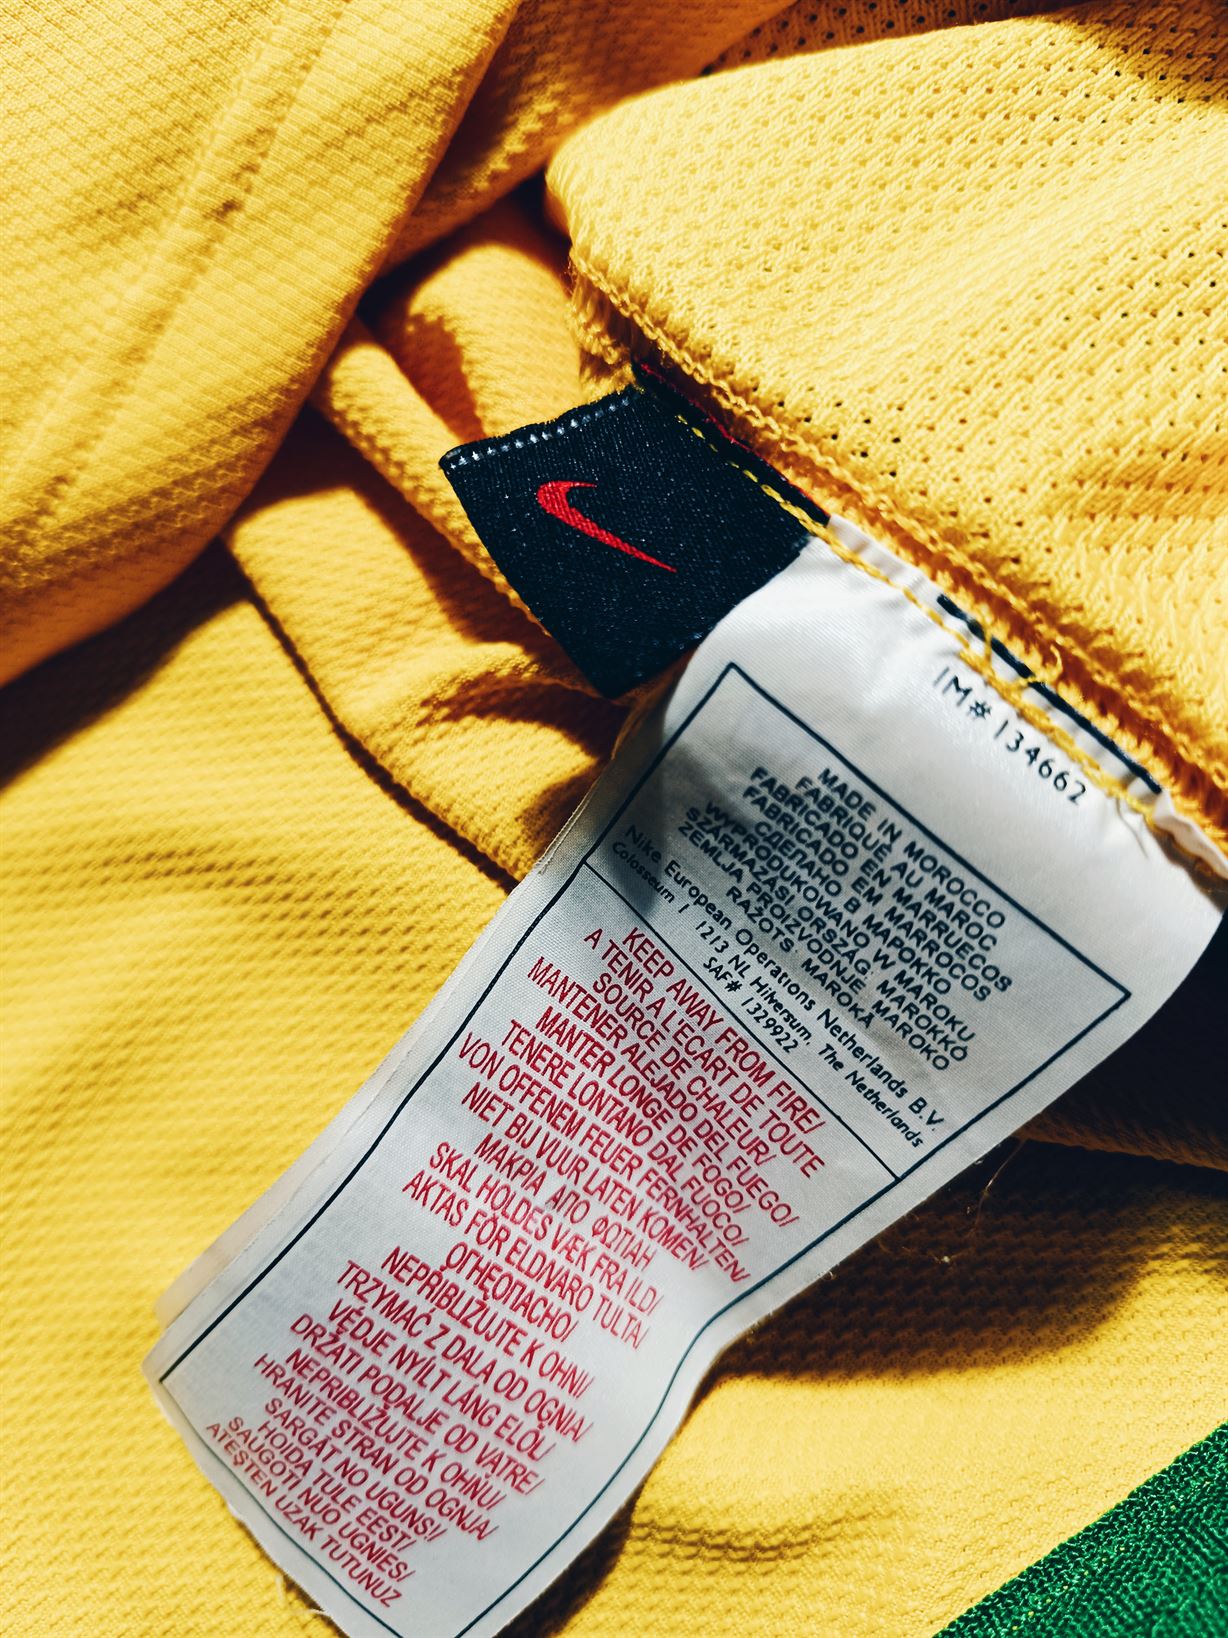 IM# 134662
MADE IN MOROCCO
FABRIQUÉ AU MAROC
FABRICADO EN MARRUECOS
FABRICADO EM MARROCOS
СДЕЛАНО В МАРОККО
WYPRODUKOWANO W MAROKU
SZÁRMAZÁSI ORSZÁG: MAROKKÓ
ZEMLJA PROIZVODNJE MAROKO
RAŽOTS MAROKĀ
Nike European Operations Netherlands B.V.
Colosseum 1 1213 NL Hilversum, The Netherlands
SAF# 1329922
KEEP AWAY FROM FIRE/
A TENIR A L'ÉCART DE TOUTE
SOURCE DE CHALEUR/
MANTENER ALEJADO DEL FUEGO/
MANTER LONGE DE FOGO/
TENERE LONTANO DAL FUOCO/
VON OFFENEM FEUER FERNHALTEN/
NIET BIJ VUUR LATEN KOMEN/
ΜΑΚΡΙΑ ΑΠΟ ΦΩΤΙΑΗ
SKAL HOLDES VÆK FRA ILD/
AKTAS FÖR ELDNARO TULTA/
ОГНЕОПАСНО/
NEPŘIBLIŽUJTE K OHNI/
TRZYMAĆ Z DALA OD OGNIA/
VÉDJE NYÍLT LÁNG ELŐL/
DRŽATI PODALJE OD VATRE/
NEPRIBLIŽUJTE K OHŇU/
HRANITE STRAN OD OGNJA/
SARGĀT NO UGUNS!/
HOIDA TULE EEST/
SAUGOTI NUO UGNIES/
ATEŞTEN UZAK TUTUNUZ